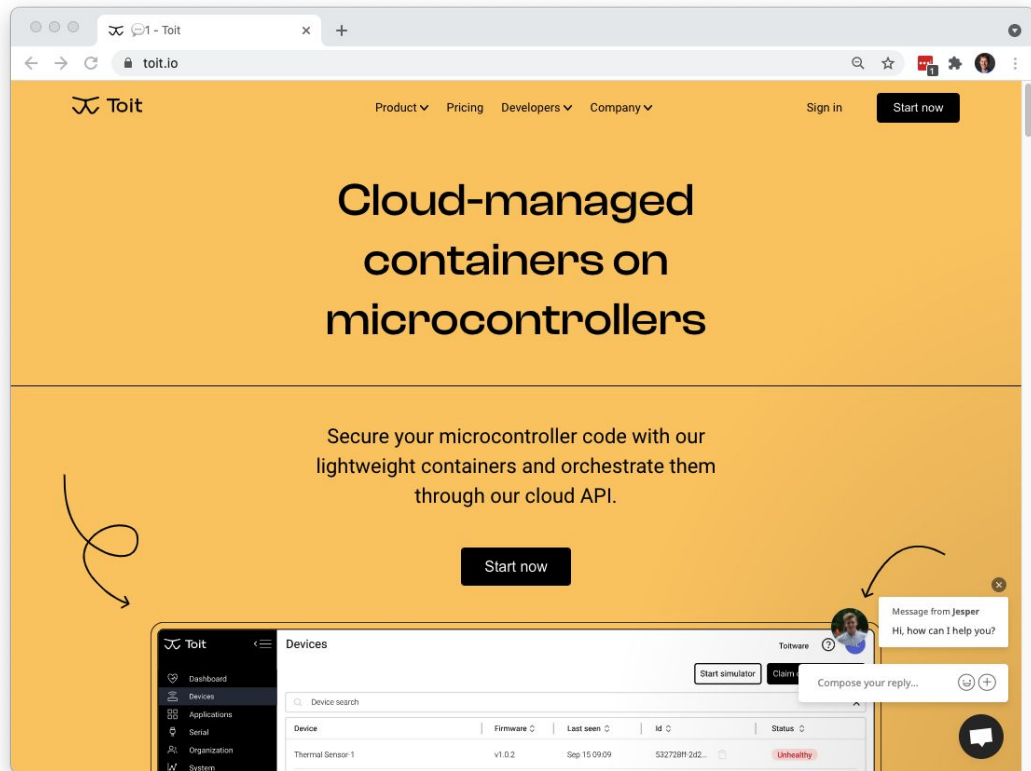 1 - Toit
toit.io
1
Toit
Product Pricing Developers Company Sign in Start now
Cloud-managed
containers on
microcontrollers
Secure your microcontroller code with our
lightweight containers and orchestrate them
through our cloud API.
Start now
Message from Jesper
Hi, how can I help you?
Compose your reply...
Toit
Devices
Toitware
?
Start simulator
Claim
Dashboard
Devices
Applications
Serial
Organization
System
Device search
Device Firmware Last seen Id Status
Thermal Sensor-1 v1.0.2 Sep 15 09:09 532728ff-2d2... Unhealthy